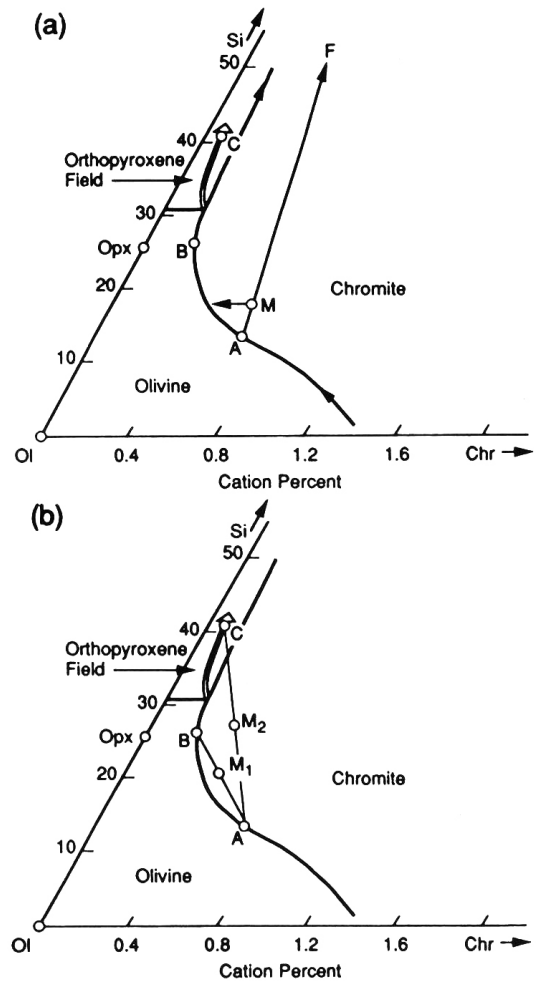 (a)
Si
50
F
40
C
Orthopyroxene
Field
30
Opx
B
20
M
Chromite
A
10
Olivine
Ol
0.4
0.8
1.2
1.6
Chr
Cation Percent
(b)
Si
50
40
C
Orthopyroxene
Field
30
M2
Opx
B
M1
20
Chromite
A
10
Olivine
Ol
0.4
0.8
1.2
1.6
Chr
Cation Percent